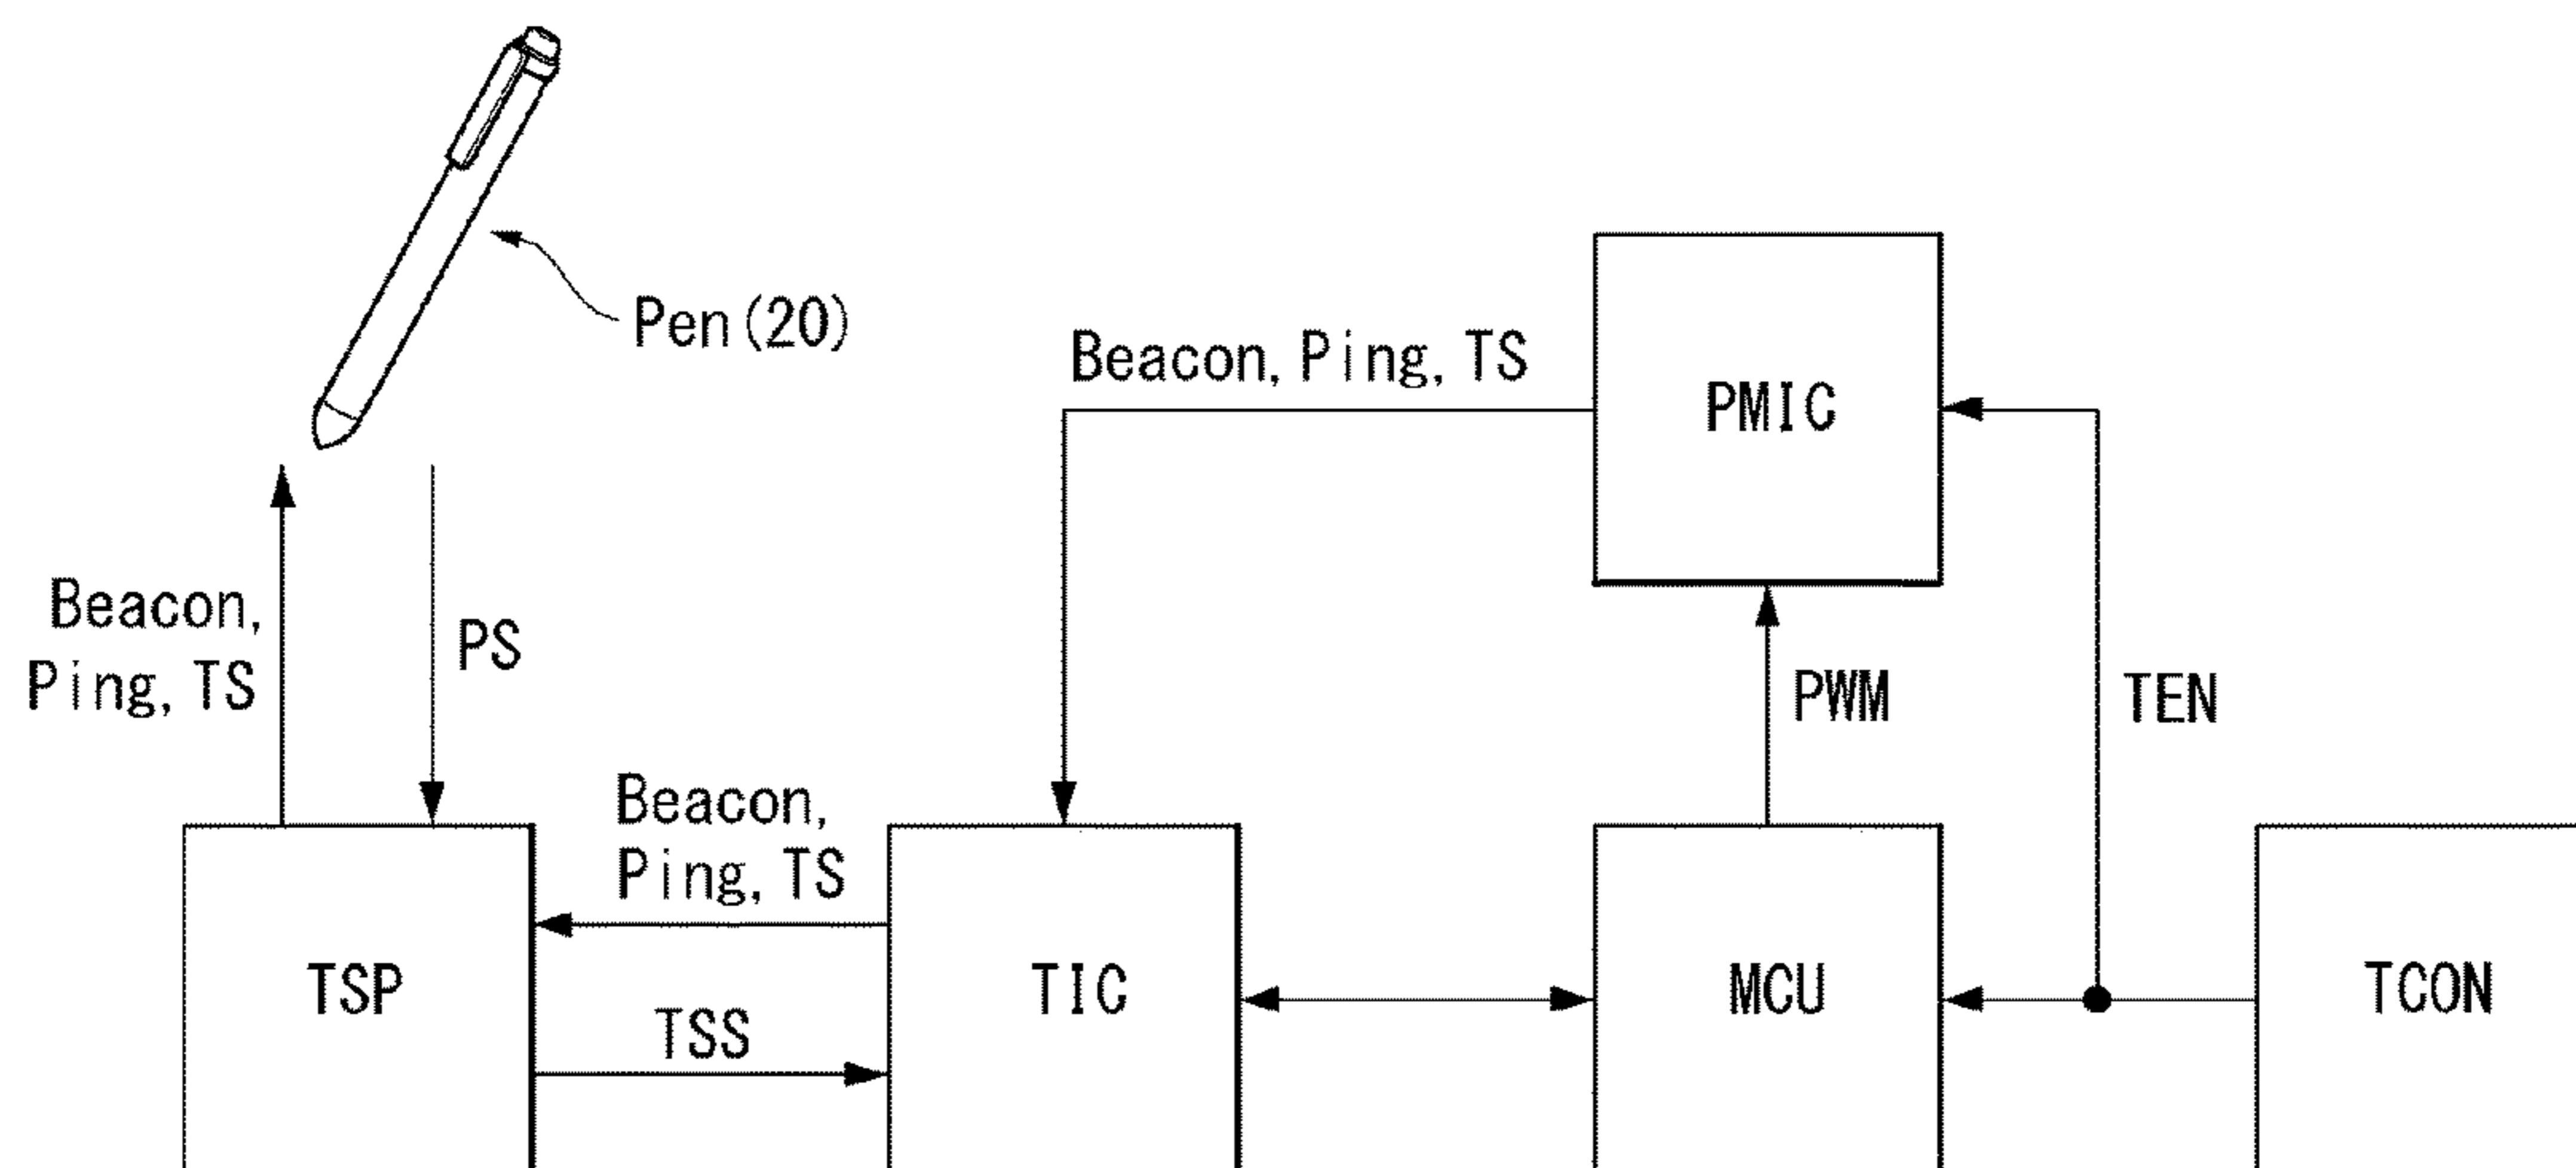 Pen(20)
Beacon, Ping, TS
PMIC
Beacon,
Ping, TS
PS
PWM
TEN
Beacon,
Ping, TS
TSP
TSS
TIC
MCU
TCON